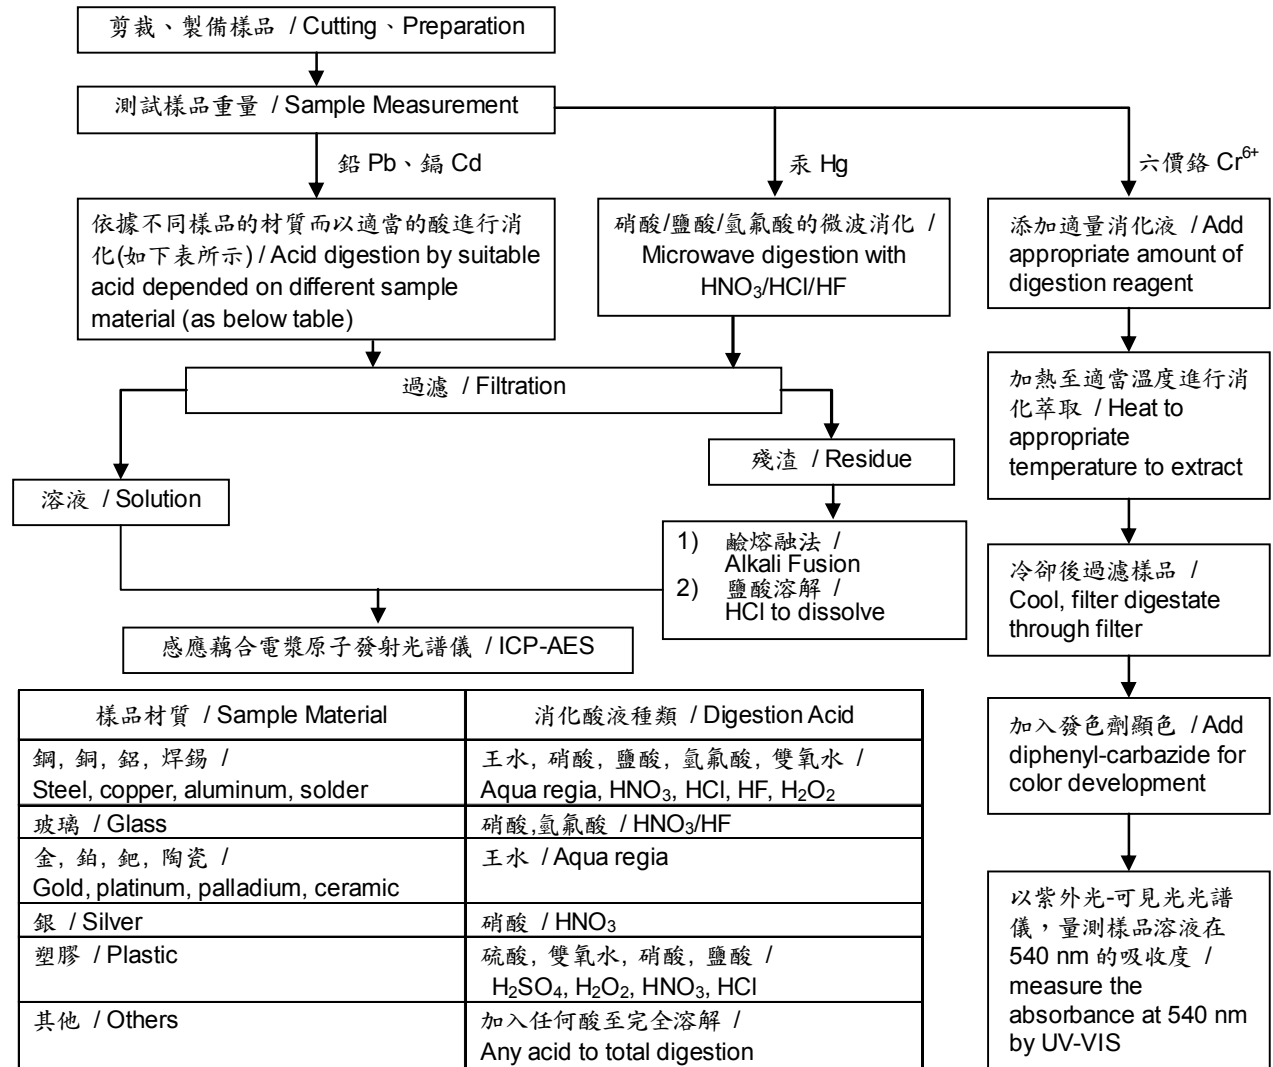 剪裁、製備樣品 / Cutting、Preparation
測試樣品重量 / Sample Measurement
鉛 Pb、鎘 Cd
汞 Hg
六價鉻 Cr⁶⁺
依據不同樣品的材質而以適當的酸進行消
化(如下表所示) / Acid digestion by suitable
acid depended on different sample
material (as below table)
硝酸/鹽酸/氫氟酸的微波消化 /
Microwave digestion with
HNO₃/HCl/HF
添加適量消化液 / Add
appropriate amount of
digestion reagent
過濾 / Filtration
加熱至適當溫度進行消
化萃取 / Heat to
appropriate
temperature to extract
溶液 / Solution
殘渣 / Residue
1) 鹼熔融法 /
Alkali Fusion
2) 鹽酸溶解 /
HCl to dissolve
冷卻後過濾樣品 /
Cool, filter digestate
through filter
感應藕合電漿原子發射光譜儀 / ICP-AES
加入發色劑顯色 / Add
diphenyl-carbazide for
color development
以紫外光-可見光光譜
儀，量測樣品溶液在
540 nm 的吸收度 /
measure the
absorbance at 540 nm
by UV-VIS
樣品材質 / Sample Material
消化酸液種類 / Digestion Acid
鋼, 銅, 鋁, 焊錫 /
Steel, copper, aluminum, solder
王水, 硝酸, 鹽酸, 氫氟酸, 雙氧水 /
Aqua regia, HNO₃, HCl, HF, H₂O₂
玻璃 / Glass
硝酸,氫氟酸 / HNO₃/HF
金, 鉑, 鈀, 陶瓷 /
Gold, platinum, palladium, ceramic
王水 / Aqua regia
銀 / Silver
硝酸 / HNO₃
塑膠 / Plastic
硫酸, 雙氧水, 硝酸, 鹽酸 /
H₂SO₄, H₂O₂, HNO₃, HCl
其他 / Others
加入任何酸至完全溶解 /
Any acid to total digestion